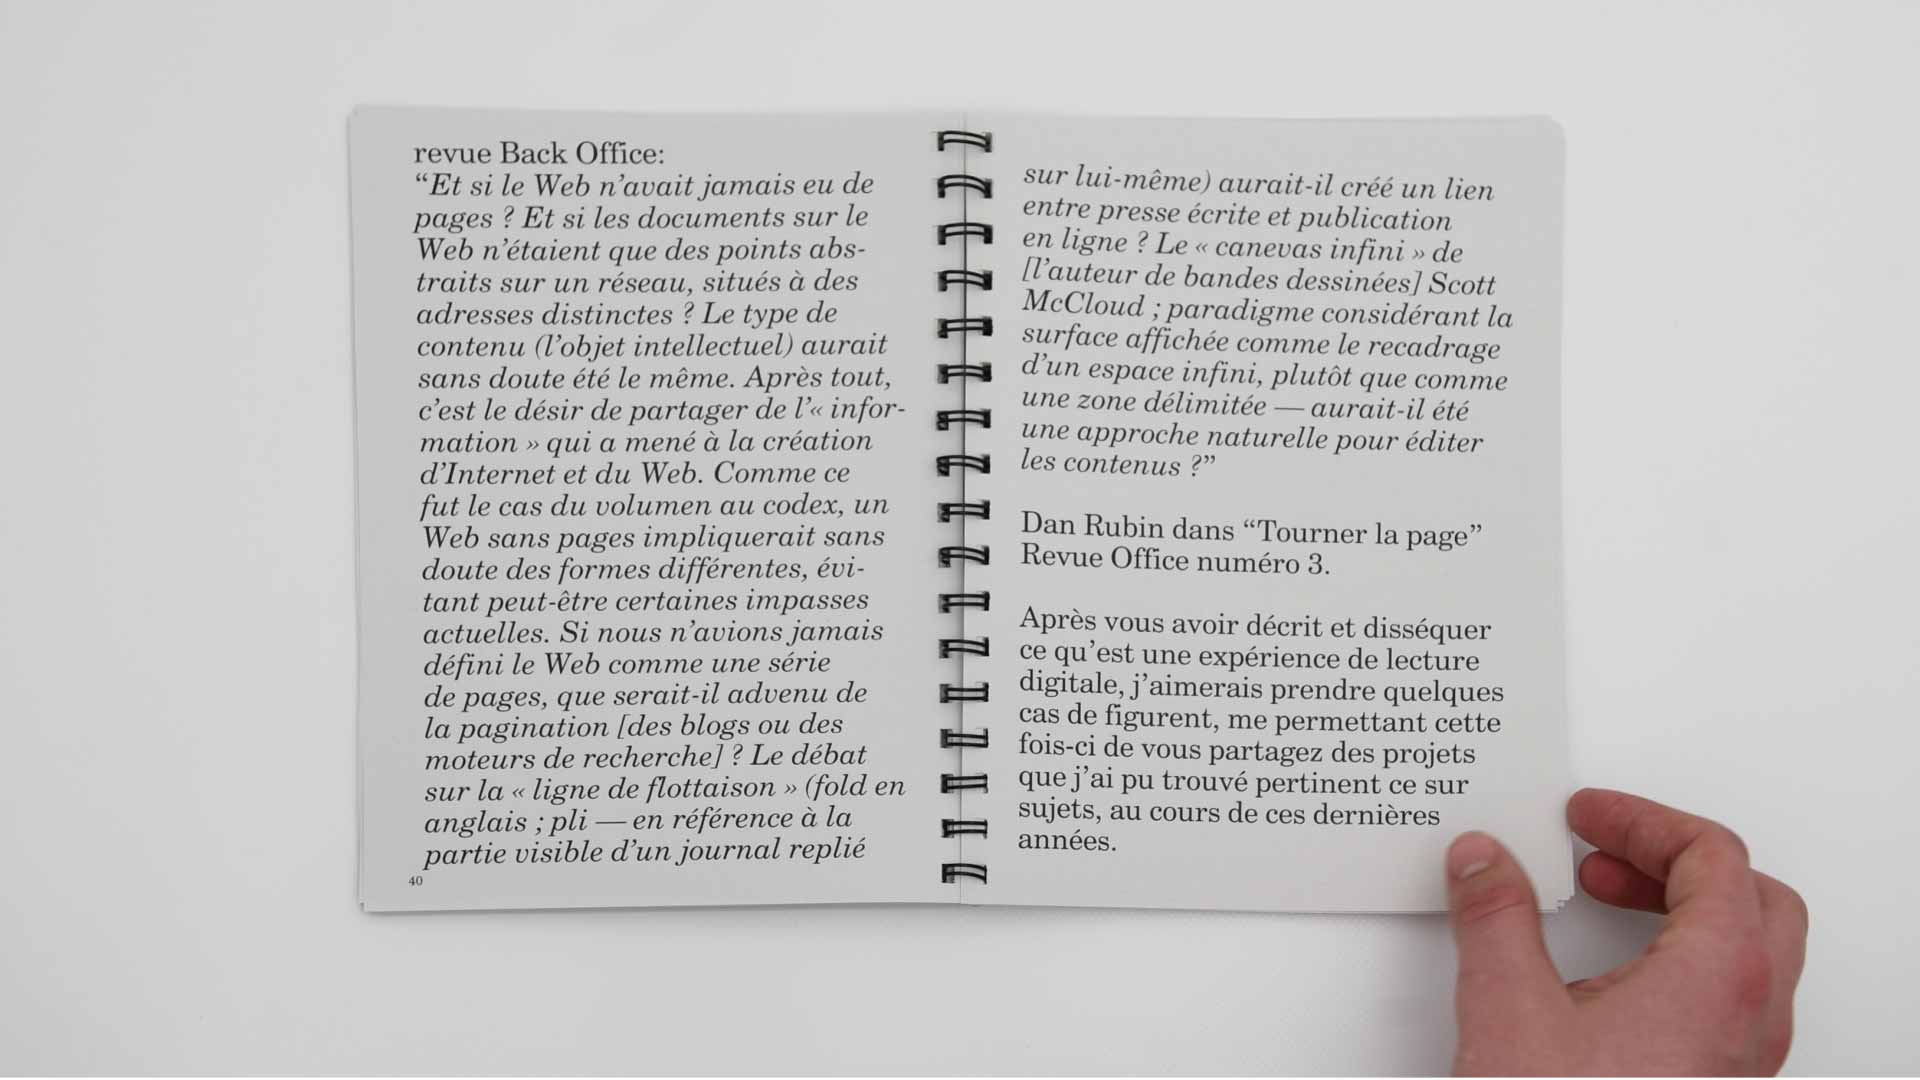 revue Back Office:
“Et si le Web n’avait jamais eu de
pages ? Et si les documents sur le
Web n’étaient que des points abs-
traits sur un réseau, situés à des
adresses distinctes ? Le type de
contenu (l’objet intellectuel) aurait
sans doute été le même. Après tout,
c’est le désir de partager de l’« infor-
mation » qui a mené à la création
d’Internet et du Web. Comme ce
fut le cas du volumen au codex, un
Web sans pages impliquerait sans
doute des formes différentes, évi-
tant peut-être certaines impasses
actuelles. Si nous n’avions jamais
défini le Web comme une série
de pages, que serait-il advenu de
la pagination [des blogs ou des
moteurs de recherche] ? Le débat
sur la « ligne de flottaison » (fold en
anglais ; pli — en référence à la
partie visible d’un journal replié
40
sur lui-même) aurait-il créé un lien
entre presse écrite et publication
en ligne ? Le « canevas infini » de
[l’auteur de bandes dessinées] Scott
McCloud ; paradigme considérant la
surface affichée comme le recadrage
d’un espace infini, plutôt que comme
une zone délimitée — aurait-il été
une approche naturelle pour éditer
les contenus ?”
Dan Rubin dans “Tourner la page”
Revue Office numéro 3.
Après vous avoir décrit et disséquer
ce qu’est une expérience de lecture
digitale, j’aimerais prendre quelques
cas de figurent, me permettant cette
fois-ci de vous partagez des projets
que j’ai pu trouvé pertinent ce sur
sujets, au cours de ces dernières
années.